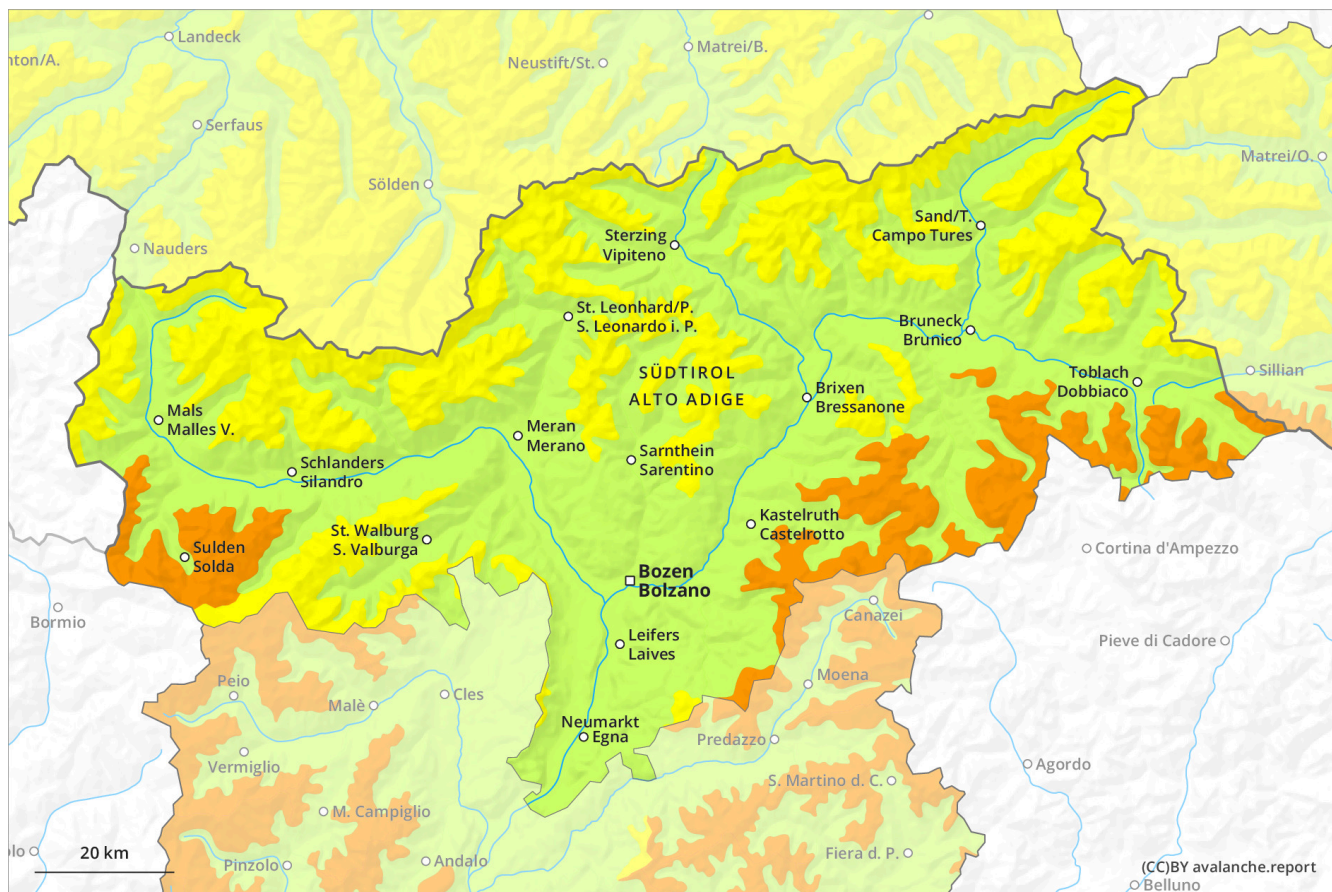 Landeck
nton/A.
Matrei/B.
Neustift/St.
Serfaus
Matrei/O.
Sölden
Sand/T.
Campo Tures
Sterzing
Vipiteno
Nauders
St. Leonhard/P.
S. Leonardo i. P.
Bruneck
Brunico
SÜDTIROL
ALTO ADIGE
Toblach
Dobbiaco
Sillian
Brixen
Bressanone
Mals
Malles V.
Meran
Merano
Sarnthein
Sarentino
Schlanders
Silandro
Kastelruth
Castelrotto
St. Walburg
S. Valburga
Sulden
Solda
Cortina d'Ampezzo
Bozen
Bolzano
Bormio
Canazei
Leifers
Laives
Pieve di Cadore
Peio
Moena
Cles
Malè
Neumarkt
Egna
Predazzo
Vermiglio
Agordo
S. Martino d. C.
M. Campiglio
olo
20 km
Pinzolo
Andalo
Fiera d. P.
(CC)BY avalanche.report
Belluno